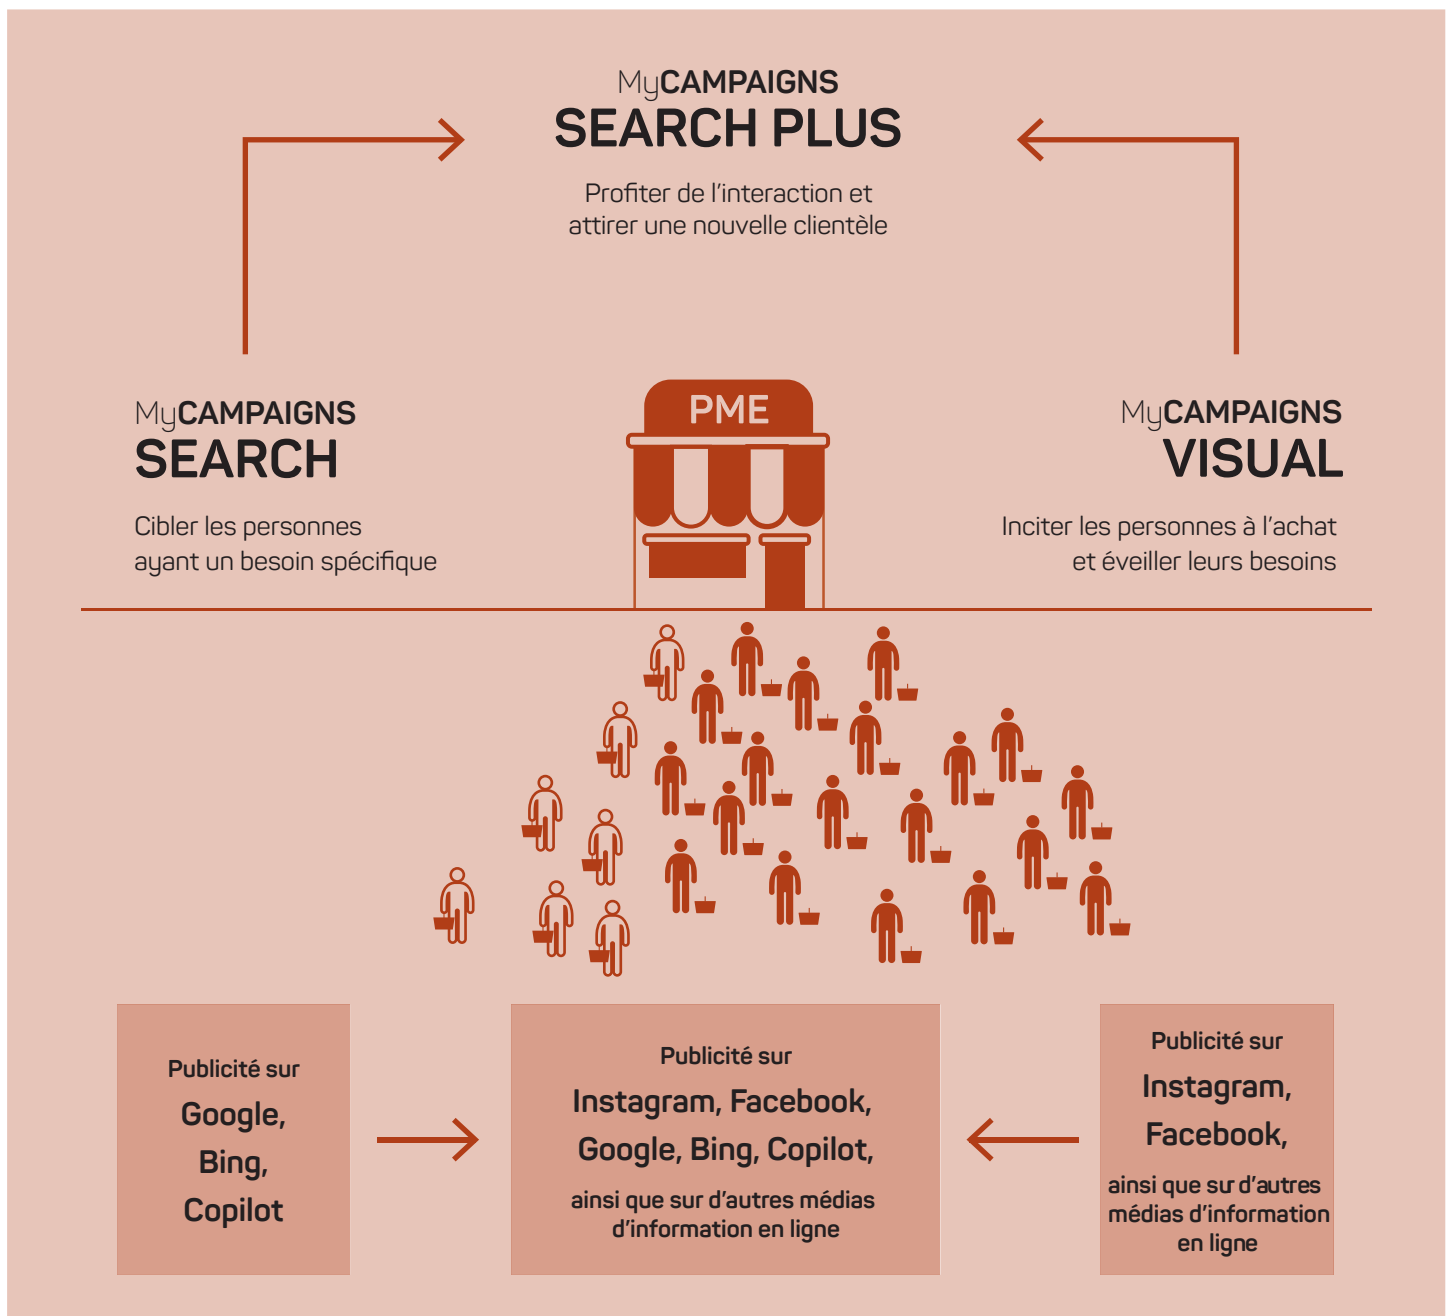 MyCAMPAIGNS
SEARCH PLUS
Profiter de l'interaction et
attirer une nouvelle clientèle
MyCAMPAIGNS
SEARCH
Cibler les personnes
ayant un besoin spécifique
PME
MyCAMPAIGNS
VISUAL
Inciter les personnes à l'achat
et éveiller leurs besoins
Publicité sur
Google,
Bing,
Copilot
Publicité sur
Instagram, Facebook,
Google, Bing, Copilot,
ainsi que sur d'autres médias
d'information en ligne
Publicité sur
Instagram,
Facebook,
ainsi que sur d'autres
médias d'information
en ligne